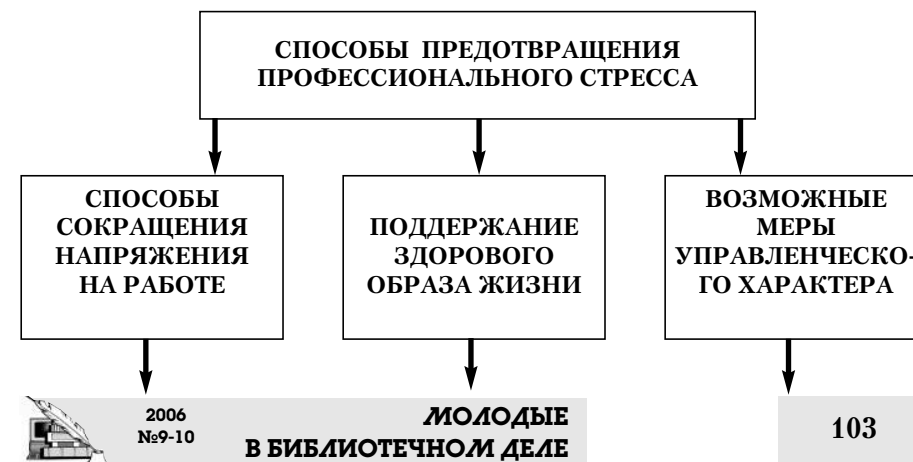 СПОСОБЫ ПРЕДОТВРАЩЕНИЯ
ПРОФЕССИОНАЛЬНОГО СТРЕССА
СПОСОБЫ
СОКРАЩЕНИЯ
НАПРЯЖЕНИЯ
НА РАБОТЕ
ПОДДЕРЖАНИЕ
ЗДОРОВОГО
ОБРАЗА ЖИЗНИ
ВОЗМОЖНЫЕ
МЕРЫ
УПРАВЛЕНЧЕСКО-
ГО ХАРАКТЕРА
2006
№9-10
МОЛОДЫЕ
В БИБЛИОТЕЧНОМ ДЕЛЕ
103